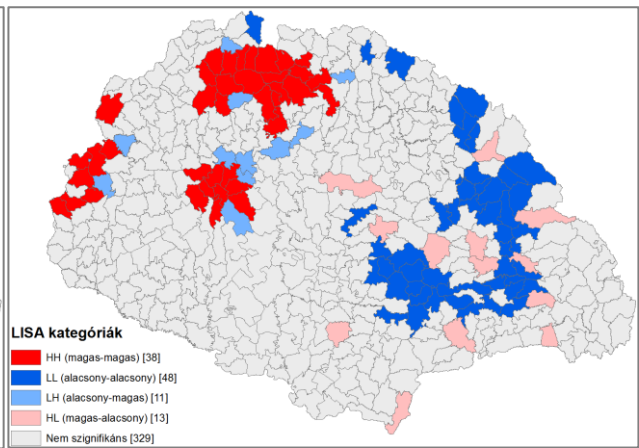 LISA kategóriák
HH (magas-magas) [38]
LL (alacsony-alacsony) [48]
LH (alacsony-magas) [11]
HL (magas-alacsony) [13]
Nem szignifikáns [329]